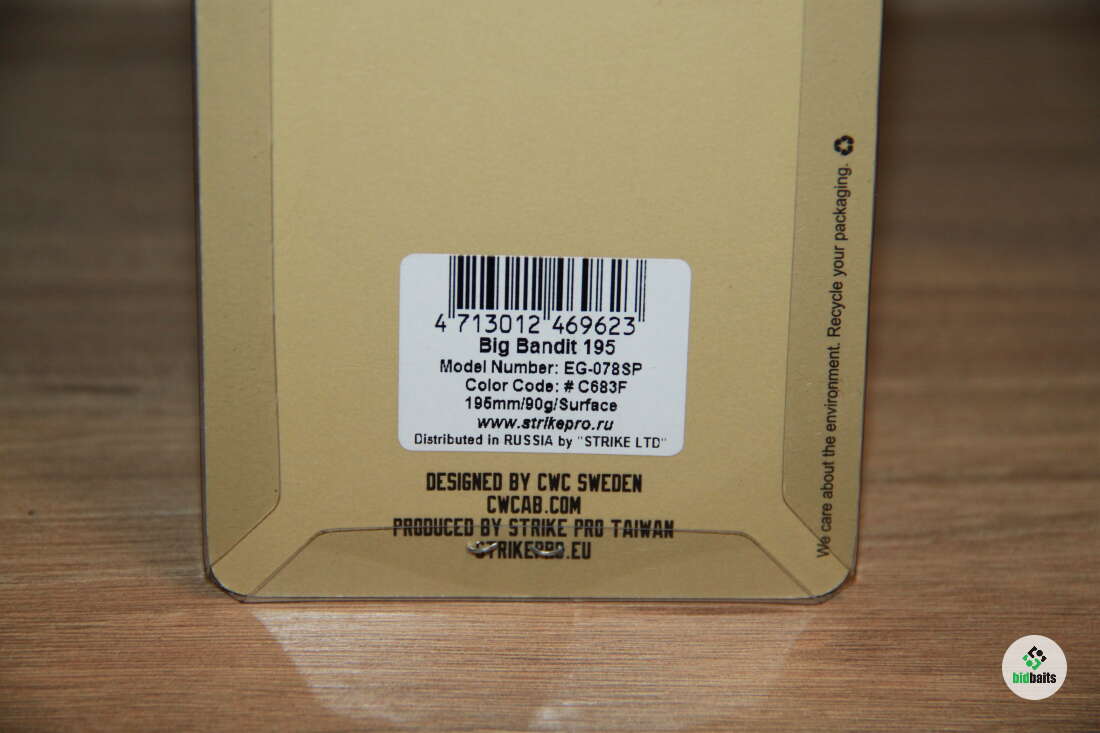 4 713012 469623
Big Bandit 195
Model Number: EG-078SP
Color Code: # C683F
195mm/90g/Surface
www.strikepro.ru
Distributed in RUSSIA by "STRIKE LTD"
DESIGNED BY CWC SWEDEN
CWCAB.COM
PRODUCED BY STRIKE PRO TAIWAN
STRIKEPRO.EU
We care about the environment. Recycle your packaging.
bidbaits